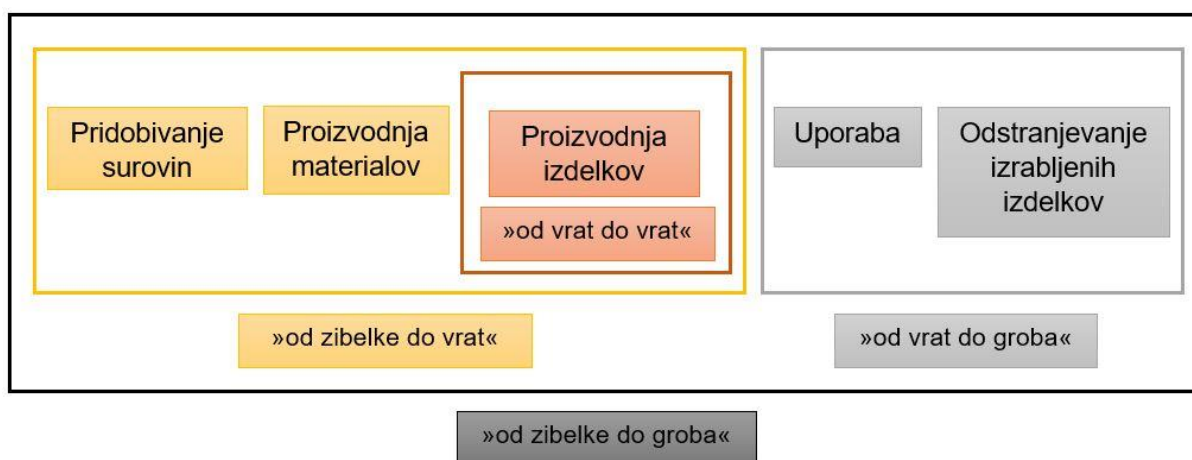 Pridobivanje
surovin
Proizvodnja
materialov
Proizvodnja
izdelkov
»od vrat do vrat«
Uporaba
Odstranjevanje
izrabljenih
izdelkov
»od zibelke do vrat«
»od vrat do groba«
»od zibelke do groba«